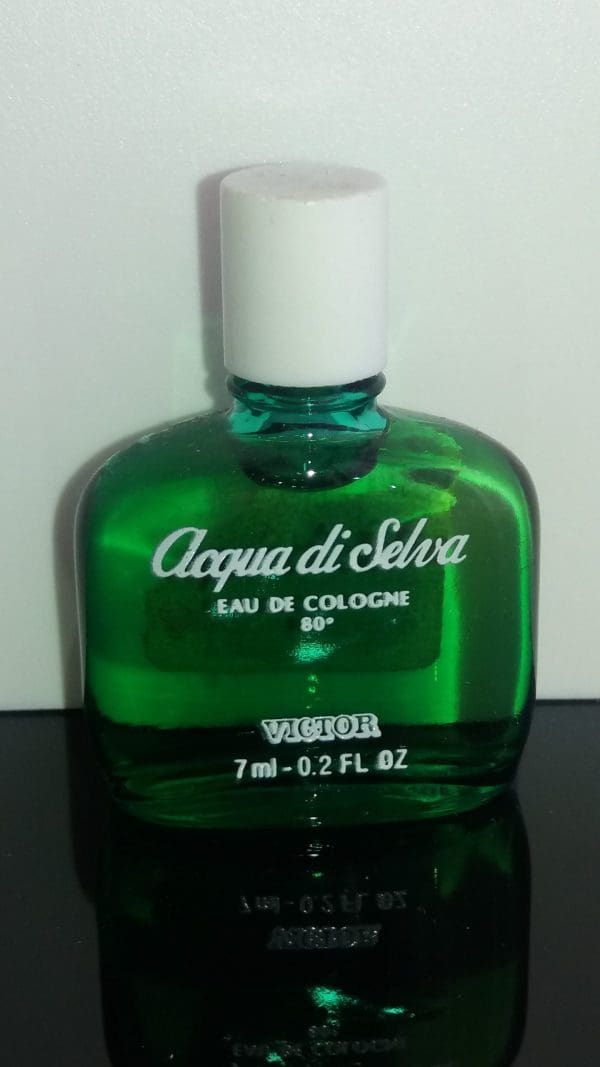 Acqua di Selva
EAU DE COLOGNE
80°
VICTOR
7 ml - 0.2 FL OZ